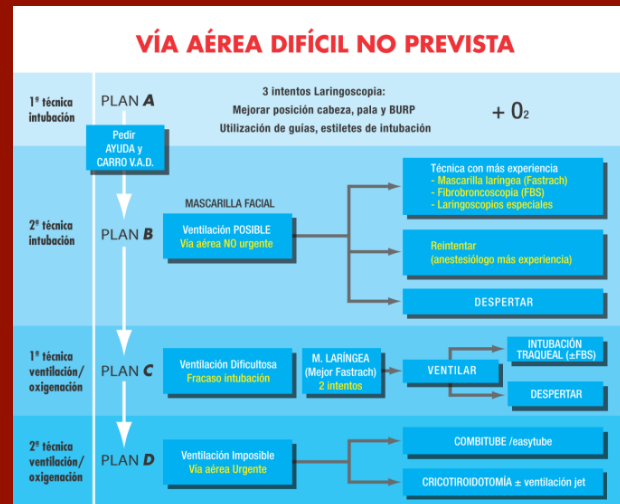 VÍA AÉREA DIFÍCIL NO PREVISTA
1ª técnica
intubación
PLAN A
3 intentos Laringoscopia:
Mejorar posición cabeza, pala y BURP
Utilización de guías, estiletes de intubación
+ O2
Pedir
AYUDA y
CARRO V.A.D.
2ª técnica
intubación
PLAN B
MASCARILLA FACIAL
Ventilación POSIBLE
Vía aérea NO urgente
Técnica con más experiencia
- Mascarilla laríngea (Fastrach)
- Fibrobroncoscopia (FBS)
- Laringoscopios especiales
Reintentar
(anestesiólogo más experiencia)
DESPERTAR
1ª técnica
ventilación/
oxigenación
PLAN C
Ventilación Dificultosa
Fracaso intubación
M. LARÍNGEA
(Mejor Fastrach)
2 intentos
VENTILAR
INTUBACIÓN
TRAQUEAL (±FBS)
DESPERTAR
2ª técnica
ventilación/
oxigenación
PLAN D
Ventilación Imposible
Vía aérea Urgente
COMBITUBE /easytube
CRICOTIROIDOTOMÍA ± ventilación jet